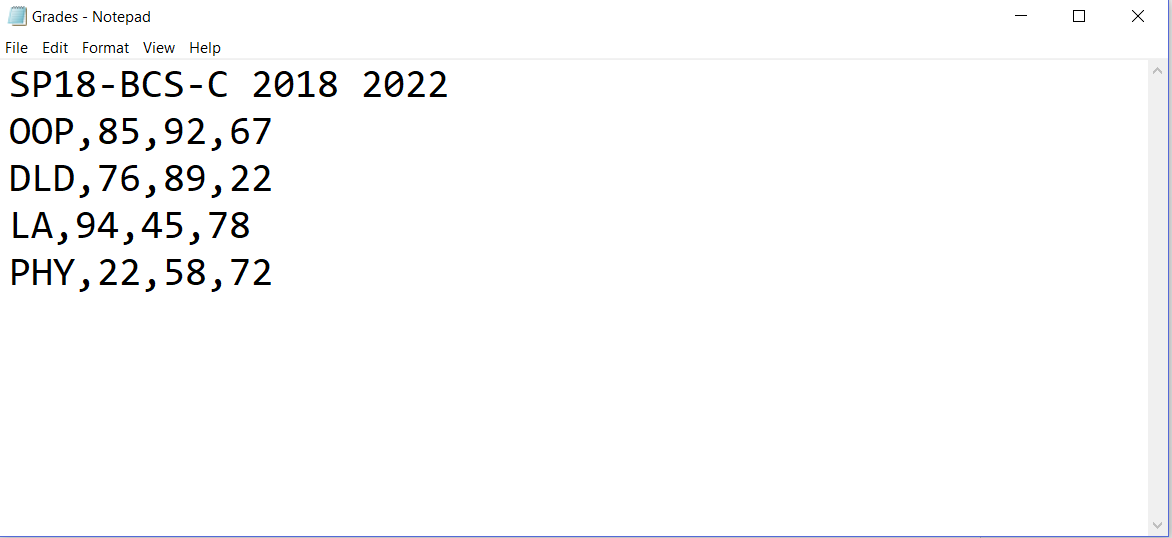 Grades - Notepad
File Edit Format View Help
SP18-BCS-C 2018 2022
OOP,85,92,67
DLD,76,89,22
LA,94,45,78
PHY,22,58,72